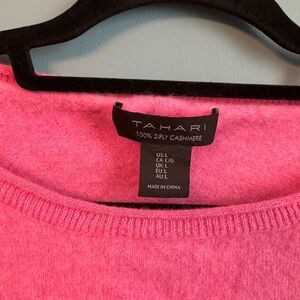 TAHARI
100% 2-PLY CASHMERE
US L
CA L/G
UK L
EU L
AU L
MADE IN CHINA